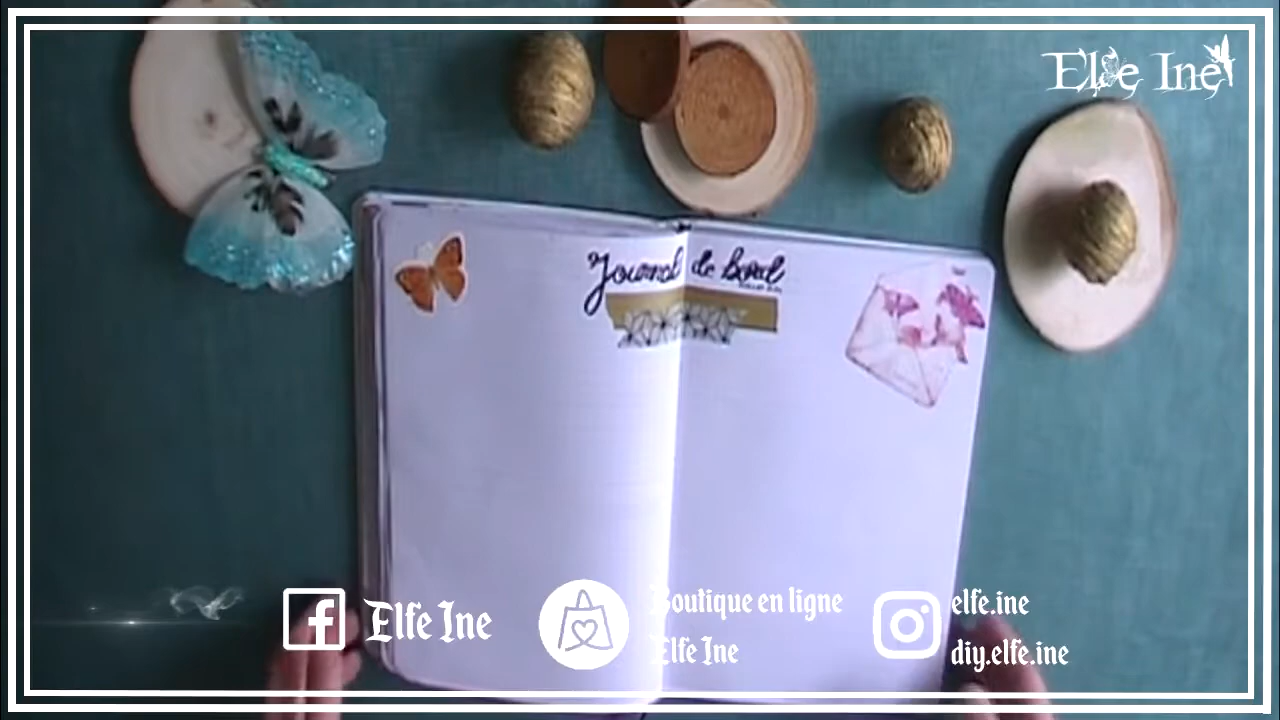 Elfe Ine
Journal de bord
Elfe Ine
Boutique en ligne
Elfe Ine
elfe.ine
diy.elfe.ine